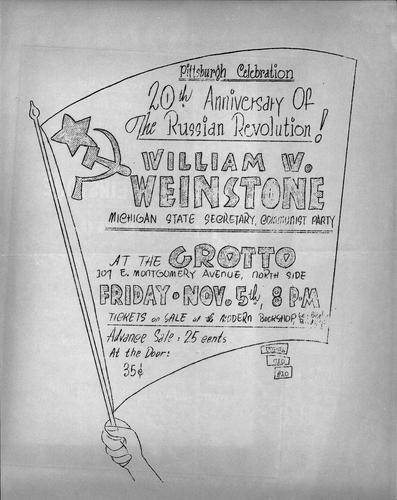 Pittsburgh Celebration
20th Anniversary Of
The Russian Revolution!
WILLIAM W.
WEINSTONE
MICHIGAN STATE SECRETARY, COMMUNIST PARTY
AT THE GROTTO
307 E. MONTGOMERY AVENUE, NORTH SIDE
FRIDAY • NOV. 5th, 8 P.M
TICKETS on SALE at the MODERN BOOKSHOP
Advance Sale: 25 cents
At the Door:
35¢